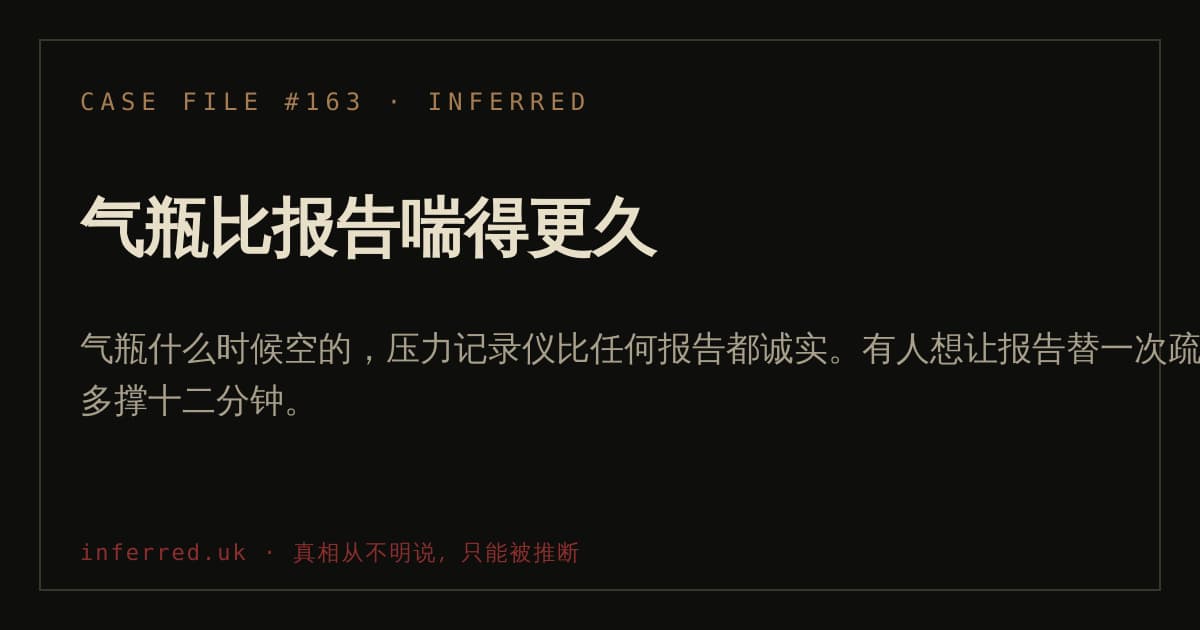 CASE FILE #163 · INFERRED
气瓶比报告喘得更久
气瓶什么时候空的，压力记录仪比任何报告都诚实。有人想让报告替一次疏
多撑十二分钟。
inferred.uk · 真相从不明说，只能被推断